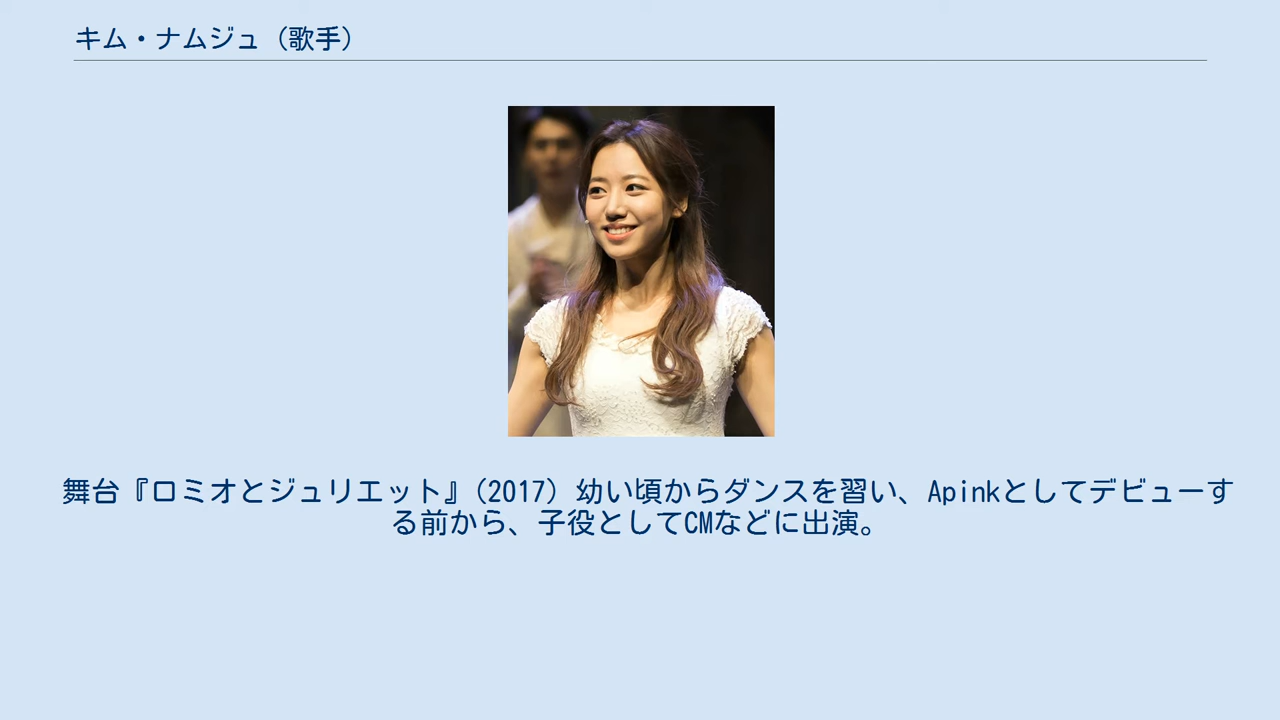 キム・ナムジュ（歌手）
舞台『ロミオとジュリエット』（2017）幼い頃からダンスを習い、Apinkとしてデビューす
る前から、子役としてCMなどに出演。